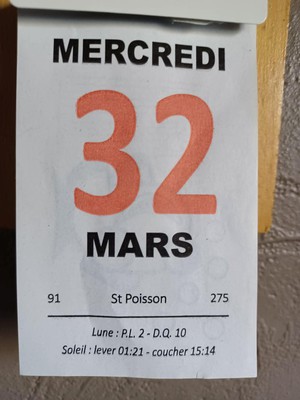 MERCREDI
32
MARS
91 St Poisson 275
Lune : P.L. 2 - D.Q. 10
Soleil : lever 01:21 - coucher 15:14